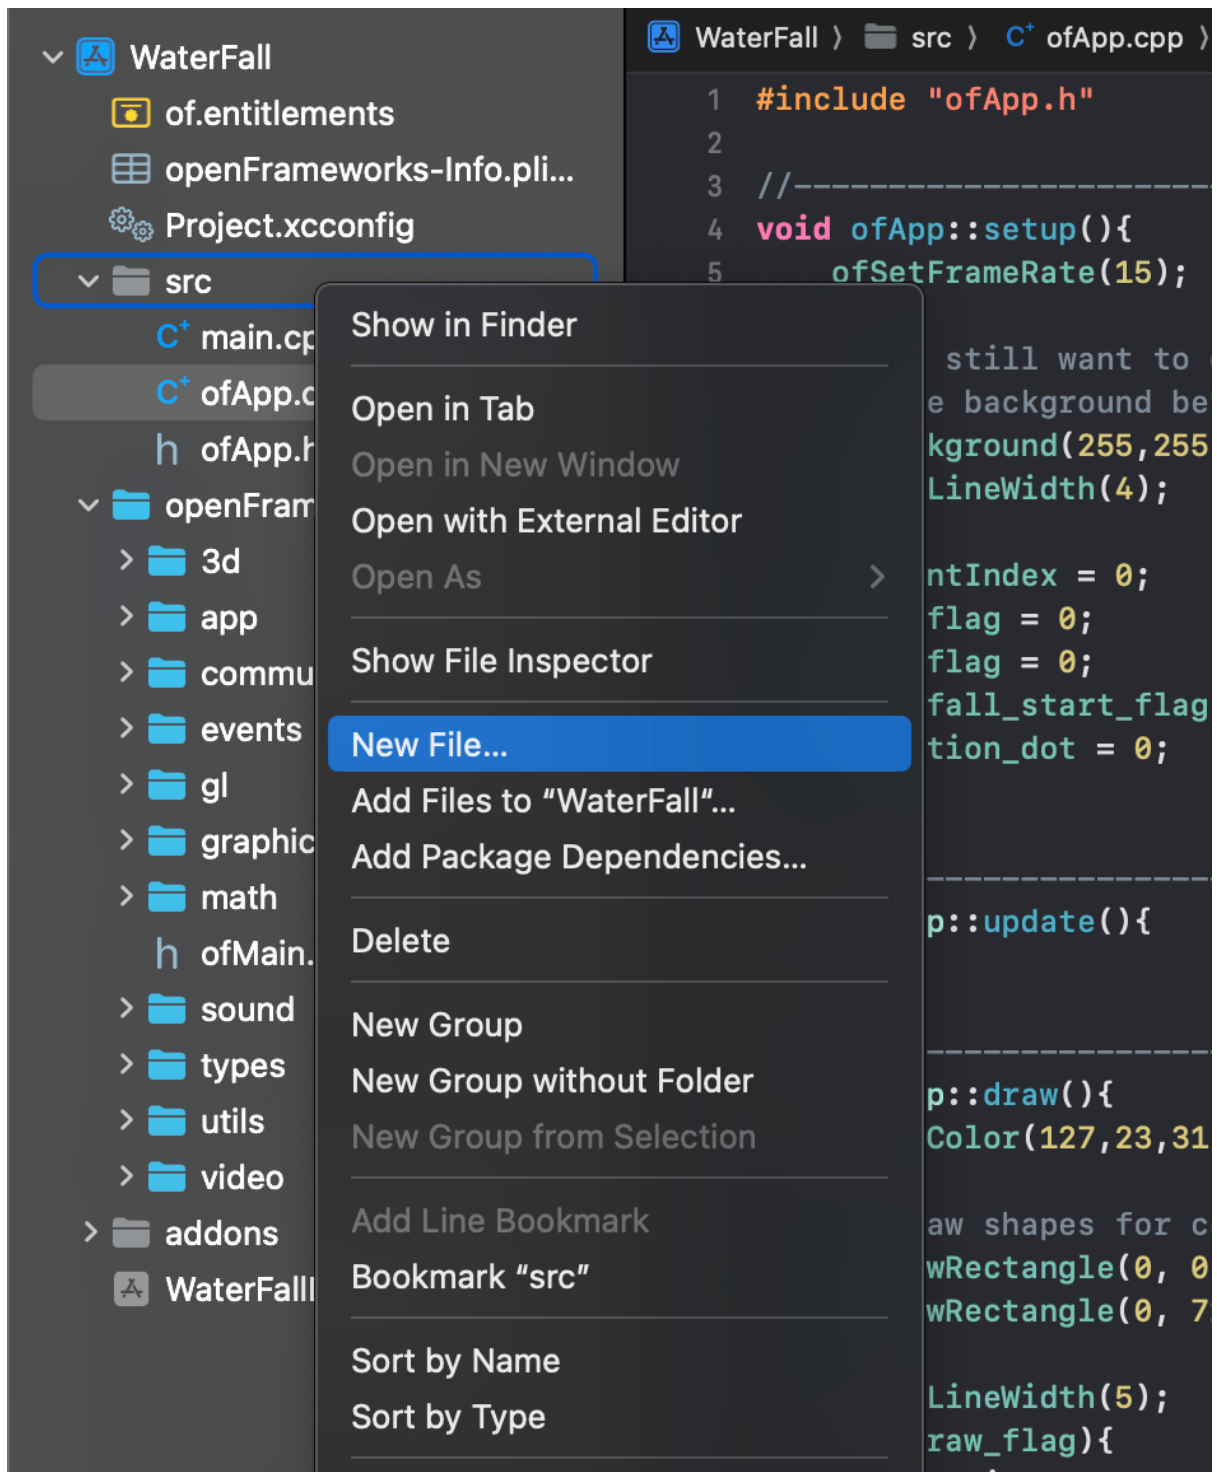 WaterFall
of.entitlements
openFrameworks-Info.pli...
Project.xcconfig
src
main.cp
ofApp.c
ofApp.h
openFram
3d
app
commu
events
gl
graphic
math
ofMain.
sound
types
utils
video
addons
WaterFall
Show in Finder
Open in Tab
Open in New Window
Open with External Editor
Open As
Show File Inspector
New File...
Add Files to “WaterFall“...
Add Package Dependencies...
Delete
New Group
New Group without Folder
New Group from Selection
Add Line Bookmark
Bookmark “src”
Sort by Name
Sort by Type
WaterFall 〉 src 〉 C+ ofApp.cpp 〉
1 #include "ofApp.h"
2
3 //----------------------
4 void ofApp::setup(){
5 ofSetFrameRate(15);
still want to
e background be
kground(255,255
LineWidth(4);
ntIndex = 0;
flag = 0;
flag = 0;
fall_start_flag
tion_dot = 0;
---------------
p::update(){
---------------
p::draw(){
Color(127,23,31
aw shapes for c
wRectangle(0, 0
wRectangle(0, 7
LineWidth(5);
raw_flag){